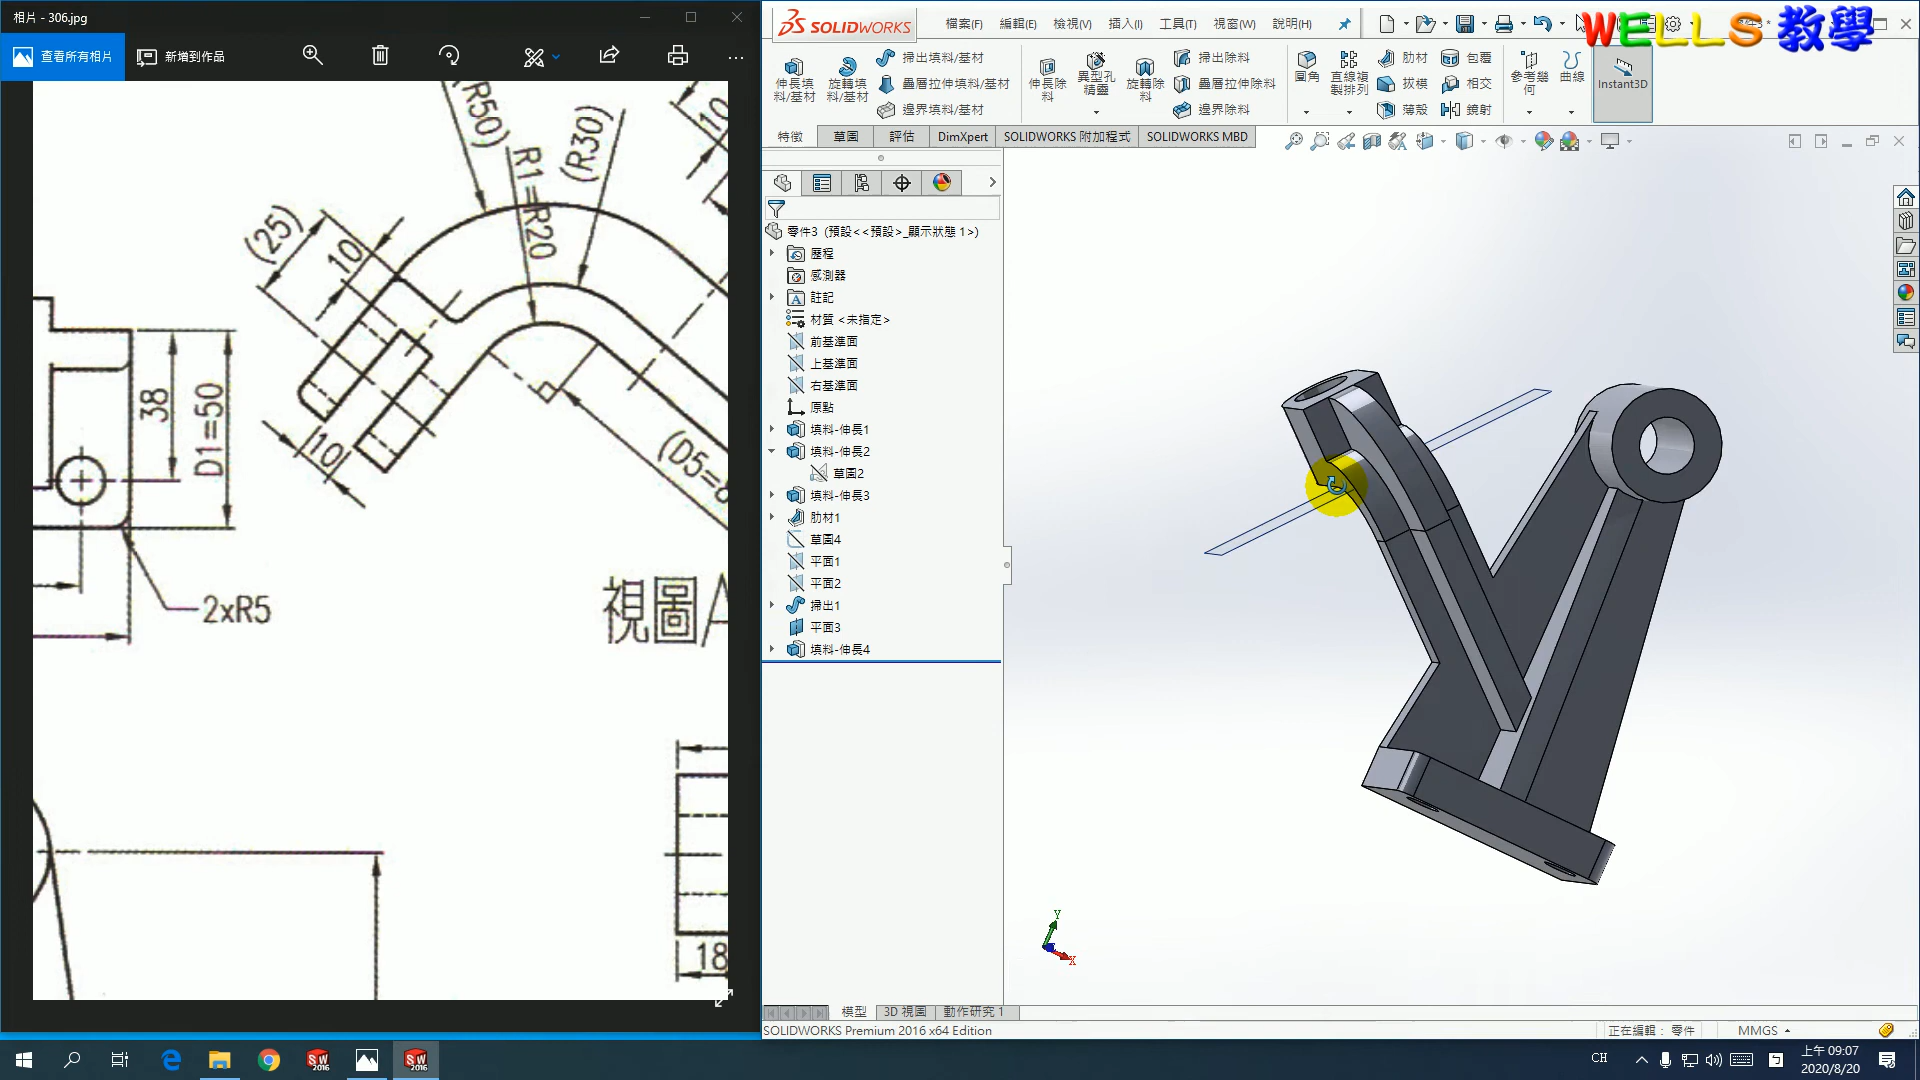 相片 - 306.jpg
查看所有相片
新增到作品
(R50)
(R30)
R1=R20
(25)
10
10
10
38
D1=50
2xR5
(D5=8
視圖A
18
SOLIDWORKS
檔案(F)
編輯(E)
檢視(V)
插入(I)
工具(T)
視窗(W)
說明(H)
WELLS 教學
伸長填料/基材
旋轉填料/基材
掃出填料/基材
疊層拉伸填料/基材
邊界填料/基材
伸長除料
異型孔精靈
旋轉除料
掃出除料
疊層拉伸除料
邊界除料
圓角
直線複製排列
肋材
拔模
薄殼
包覆
相交
鏡射
參考幾何
曲線
Instant3D
特徵
草圖
評估
DimXpert
SOLIDWORKS 附加程式
SOLIDWORKS MBD
零件3 (預設<<預設>_顯示狀態 1>)
歷程
感測器
註記
材質 <未指定>
前基準面
上基準面
右基準面
原點
填料-伸長1
填料-伸長2
草圖2
填料-伸長3
肋材1
草圖4
平面1
平面2
掃出1
平面3
填料-伸長4
Y
X
模型
3D 視圖
動作研究 1
SOLIDWORKS Premium 2016 x64 Edition
正在編輯： 零件
MMGS
CH
上午 09:07
2020/8/20